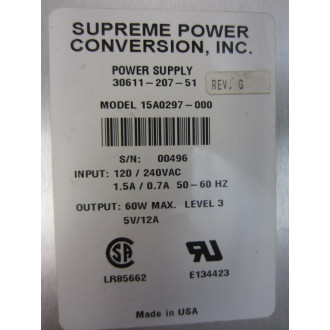 SUPREME POWER
CONVERSION, INC.
POWER SUPPLY
30611-207-51
REV. G
MODEL 15A0297-000
S/N: 00496
INPUT: 120 / 240VAC
1.5A / 0.7A 50-60 HZ
OUTPUT: 60W MAX. LEVEL 3
5V/12A
LR85662
E134423
Made in USA